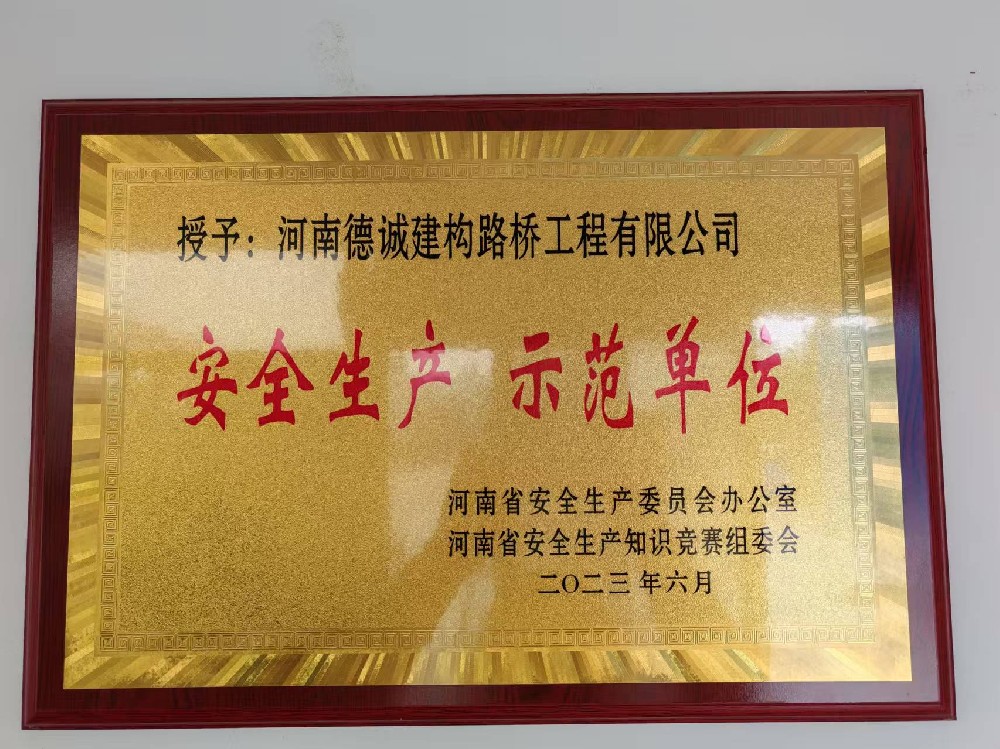 授予：河南德诚建构路桥工程有限公司
安全生产 示范单位
河南省安全生产委员会办公室
河南省安全生产知识竞赛组委会
二〇二三年六月